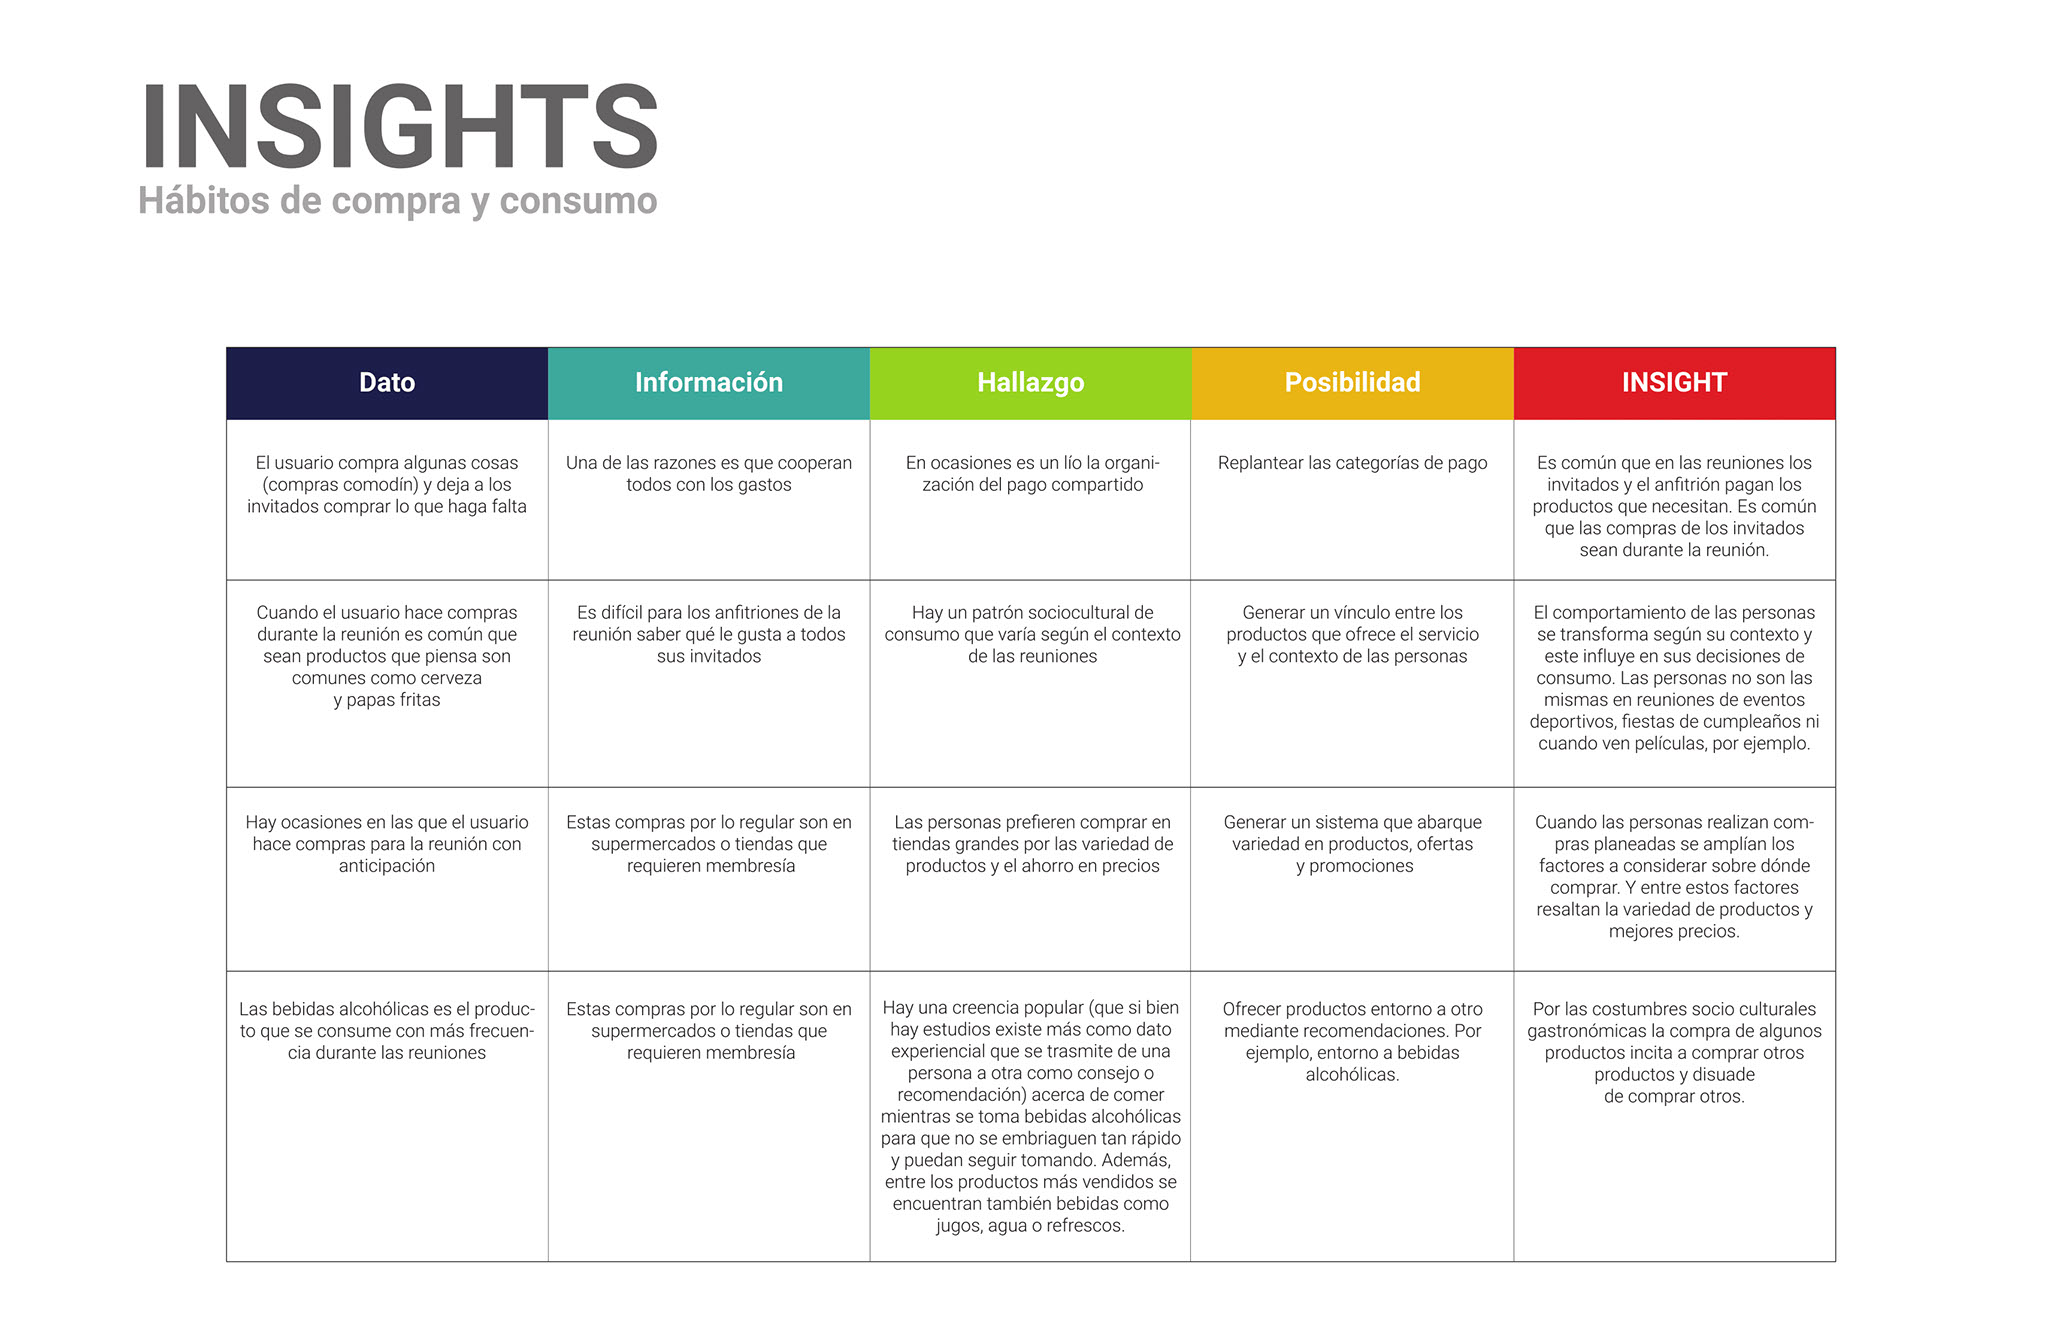 INSIGHTS
Hábitos de compra y consumo
Dato
Información
Hallazgo
Posibilidad
INSIGHT
El usuario compra algunas cosas
(compras comodín) y deja a los
invitados comprar lo que haga falta
Una de las razones es que cooperan
todos con los gastos
En ocasiones es un lío la organi-
zación del pago compartido
Replantear las categorías de pago
Es común que en las reuniones los
invitados y el anfitrión pagan los
productos que necesitan. Es común
que las compras de los invitados
sean durante la reunión.
Cuando el usuario hace compras
durante la reunión es común que
sean productos que piensa son
comunes como cerveza
y papas fritas
Es difícil para los anfitriones de la
reunión saber qué le gusta a todos
sus invitados
Hay un patrón sociocultural de
consumo que varía según el contexto
de las reuniones
Generar un vínculo entre los
productos que ofrece el servicio
y el contexto de las personas
El comportamiento de las personas
se transforma según su contexto y
este influye en sus decisiones de
consumo. Las personas no son las
mismas en reuniones de eventos
deportivos, fiestas de cumpleaños ni
cuando ven películas, por ejemplo.
Hay ocasiones en las que el usuario
hace compras para la reunión con
anticipación
Estas compras por lo regular son en
supermercados o tiendas que
requieren membresía
Las personas prefieren comprar en
tiendas grandes por las variedad de
productos y el ahorro en precios
Generar un sistema que abarque
variedad en productos, ofertas
y promociones
Cuando las personas realizan com-
pras planeadas se amplían los
factores a considerar sobre dónde
comprar. Y entre estos factores
resaltan la variedad de productos y
mejores precios.
Las bebidas alcohólicas es el produc-
to que se consume con más frecuen-
cia durante las reuniones
Estas compras por lo regular son en
supermercados o tiendas que
requieren membresía
Hay una creencia popular (que si bien
hay estudios existe más como dato
experiencial que se trasmite de una
persona a otra como consejo o
recomendación) acerca de comer
mientras se toma bebidas alcohólicas
para que no se embriaguen tan rápido
y puedan seguir tomando. Además,
entre los productos más vendidos se
encuentran también bebidas como
jugos, agua o refrescos.
Ofrecer productos entorno a otro
mediante recomendaciones. Por
ejemplo, entorno a bebidas
alcohólicas.
Por las costumbres socio culturales
gastronómicas la compra de algunos
productos incita a comprar otros
productos y disuade
de comprar otros.